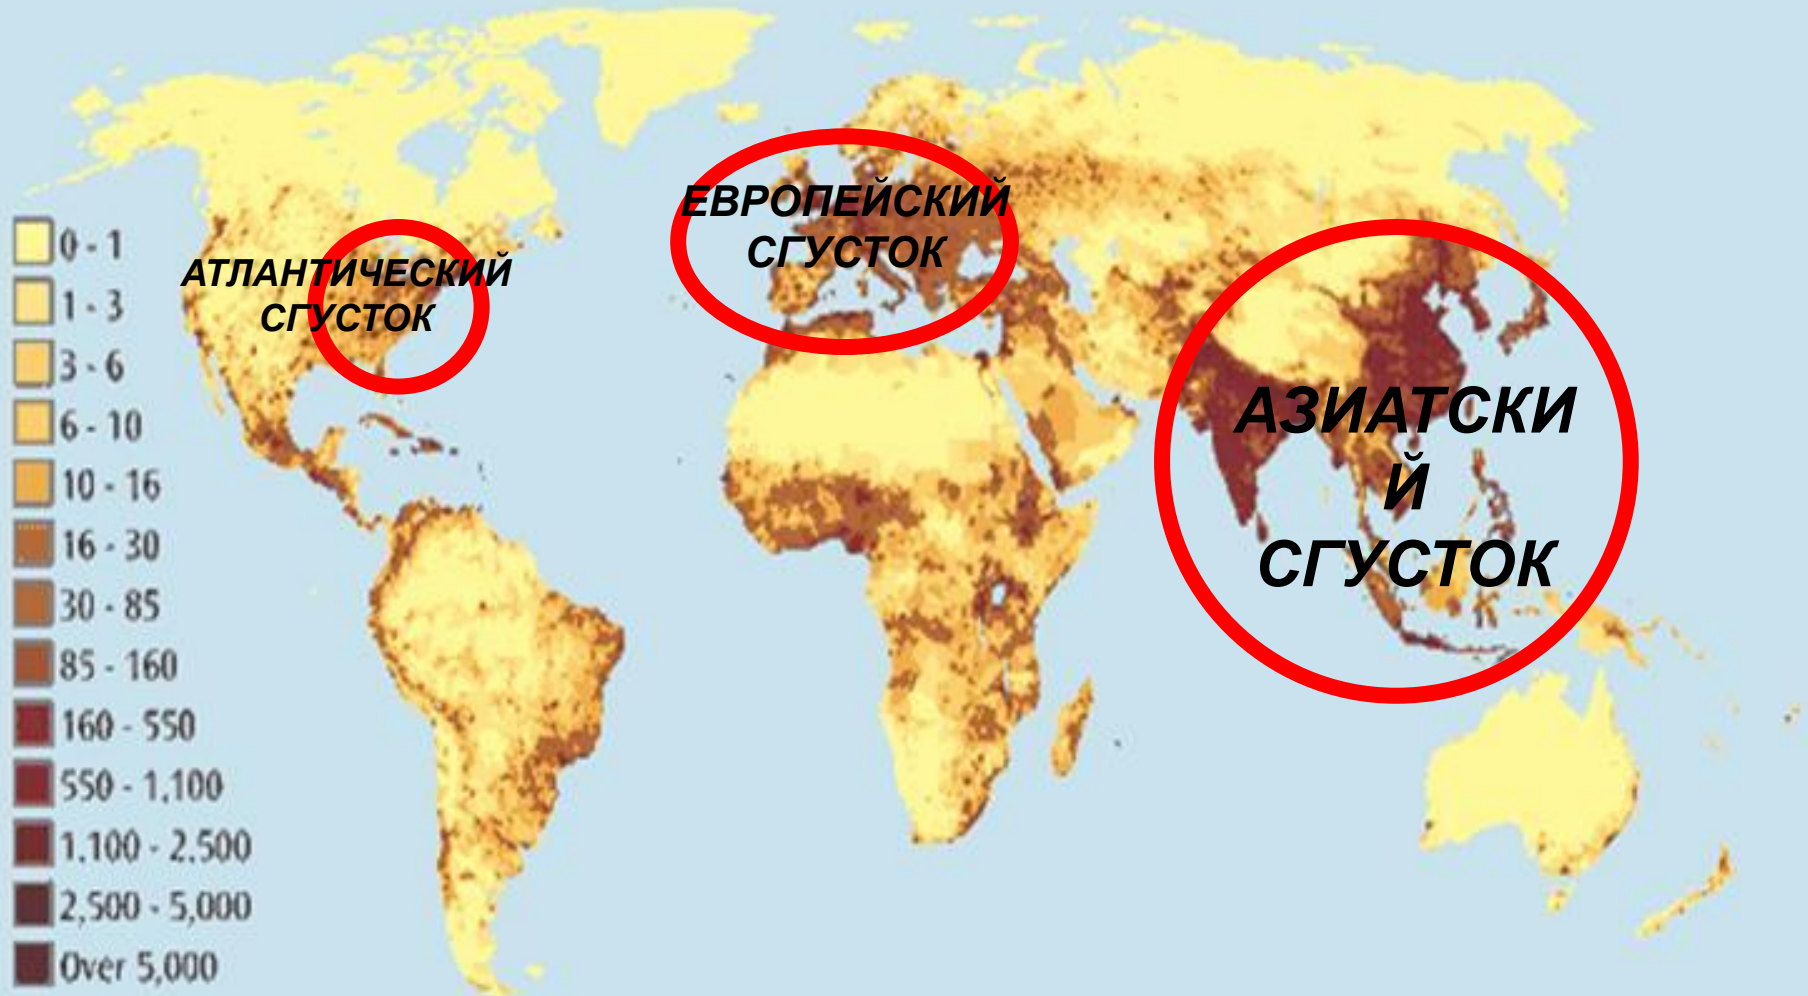 ЕВРОПЕЙСКИЙ
СГУСТОК
АТЛАНТИЧЕСКИЙ
СГУСТОК
АЗИАТСКИ
Й
СГУСТОК
0 - 1
1 - 3
3 - 6
6 - 10
10 - 16
16 - 30
30 - 85
85 - 160
160 - 550
550 - 1,100
1,100 - 2,500
2,500 - 5,000
Over 5,000